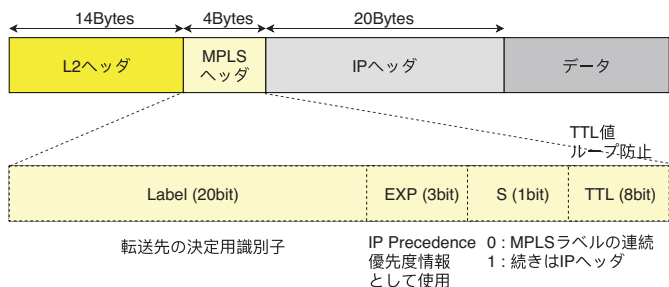 14Bytes 4Bytes 20Bytes
L2ヘッダ MPLS
ヘッダ IPヘッダ データ
TTL値
ループ防止
Label (20bit) EXP (3bit) S (1bit) TTL (8bit)
転送先の決定用識別子
IP Precedence
優先度情報
として使用
0 : MPLSラベルの連続
1 : 続きはIPヘッダ